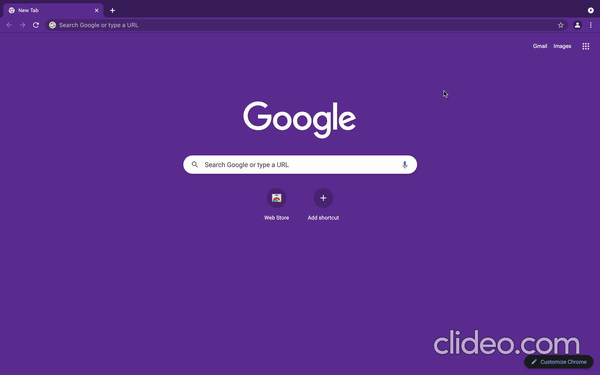 New Tab
Search Google or type a URL
Gmail Images
Google
Search Google or type a URL
Web Store Add shortcut
clideo.com
Customize Chrome